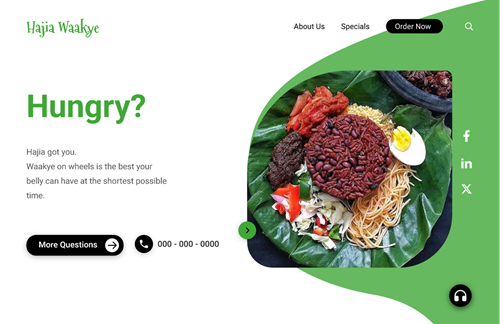 Hajia Waakye
About Us
Specials
Order Now
Hungry?
Hajia got you.
Waakye on wheels is the best your
belly can have at the shortest possible
time.
More Questions
000 - 000 - 0000